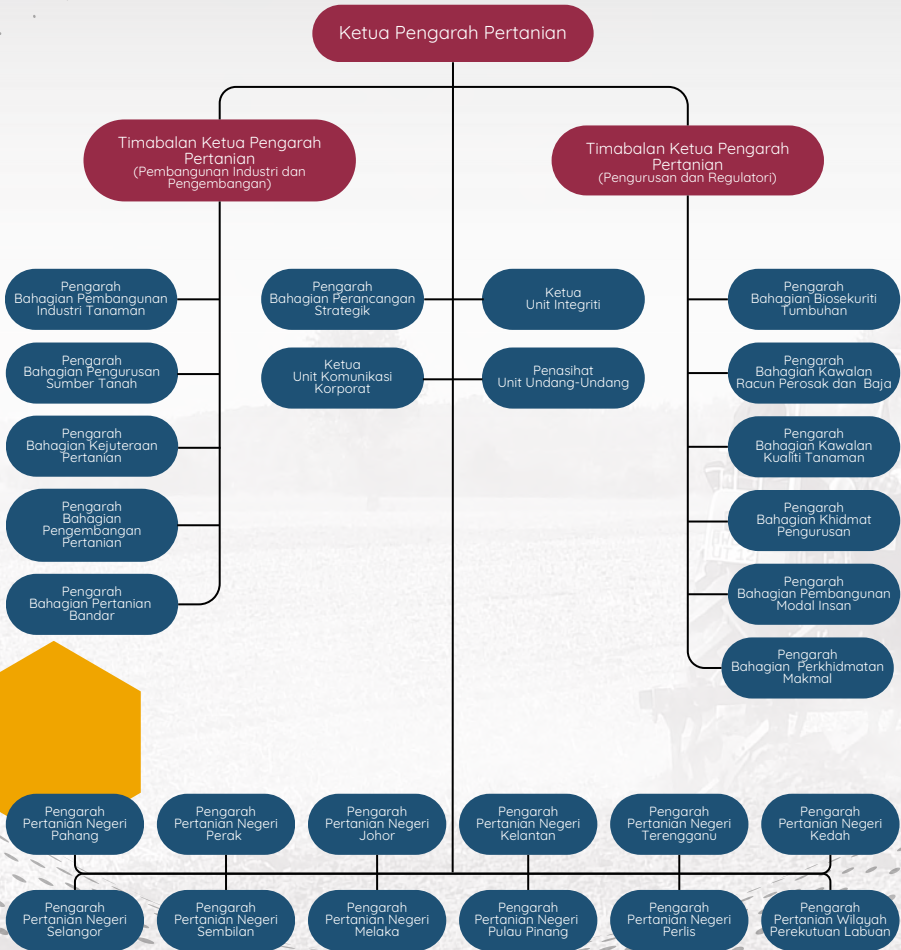 Ketua Pengarah Pertanian
Timabalan Ketua Pengarah
Pertanian
(Pembangunan Industri dan
Pengembangan)
Timabalan Ketua Pengarah
Pertanian
(Pengurusan dan Regulatori)
Pengarah
Bahagian Pembangunan
Industri Tanaman
Pengarah
Bahagian Pengurusan
Sumber Tanah
Pengarah
Bahagian Kejuteraan
Pertanian
Pengarah
Bahagian
Pengembangan
Pertanian
Pengarah
Bahagian Pertanian
Bandar
Pengarah
Bahagian Perancangan
Strategik
Ketua
Unit Integriti
Ketua
Unit Komunikasi
Korporat
Penasihat
Unit Undang-Undang
Pengarah
Bahagian Biosekuriti
Tumbuhan
Pengarah
Bahagian Kawalan
Racun Perosak dan Baja
Pengarah
Bahagian Kawalan
Kualiti Tanaman
Pengarah
Bahagian Khidmat
Pengurusan
Pengarah
Bahagian Pembangunan
Modal Insan
Pengarah
Bahagian Perkhidmatan
Makmal
Pengarah
Pertanian Negeri
Pahang
Pengarah
Pertanian Negeri
Perak
Pengarah
Pertanian Negeri
Johor
Pengarah
Pertanian Negeri
Kelantan
Pengarah
Pertanian Negeri
Terengganu
Pengarah
Pertanian Negeri
Kedah
Pengarah
Pertanian Negeri
Selangor
Pengarah
Pertanian Negeri
Sembilan
Pengarah
Pertanian Negeri
Melaka
Pengarah
Pertanian Negeri
Pulau Pinang
Pengarah
Pertanian Negeri
Perlis
Pengarah
Pertanian Wilayah
Perekutuan Labuan